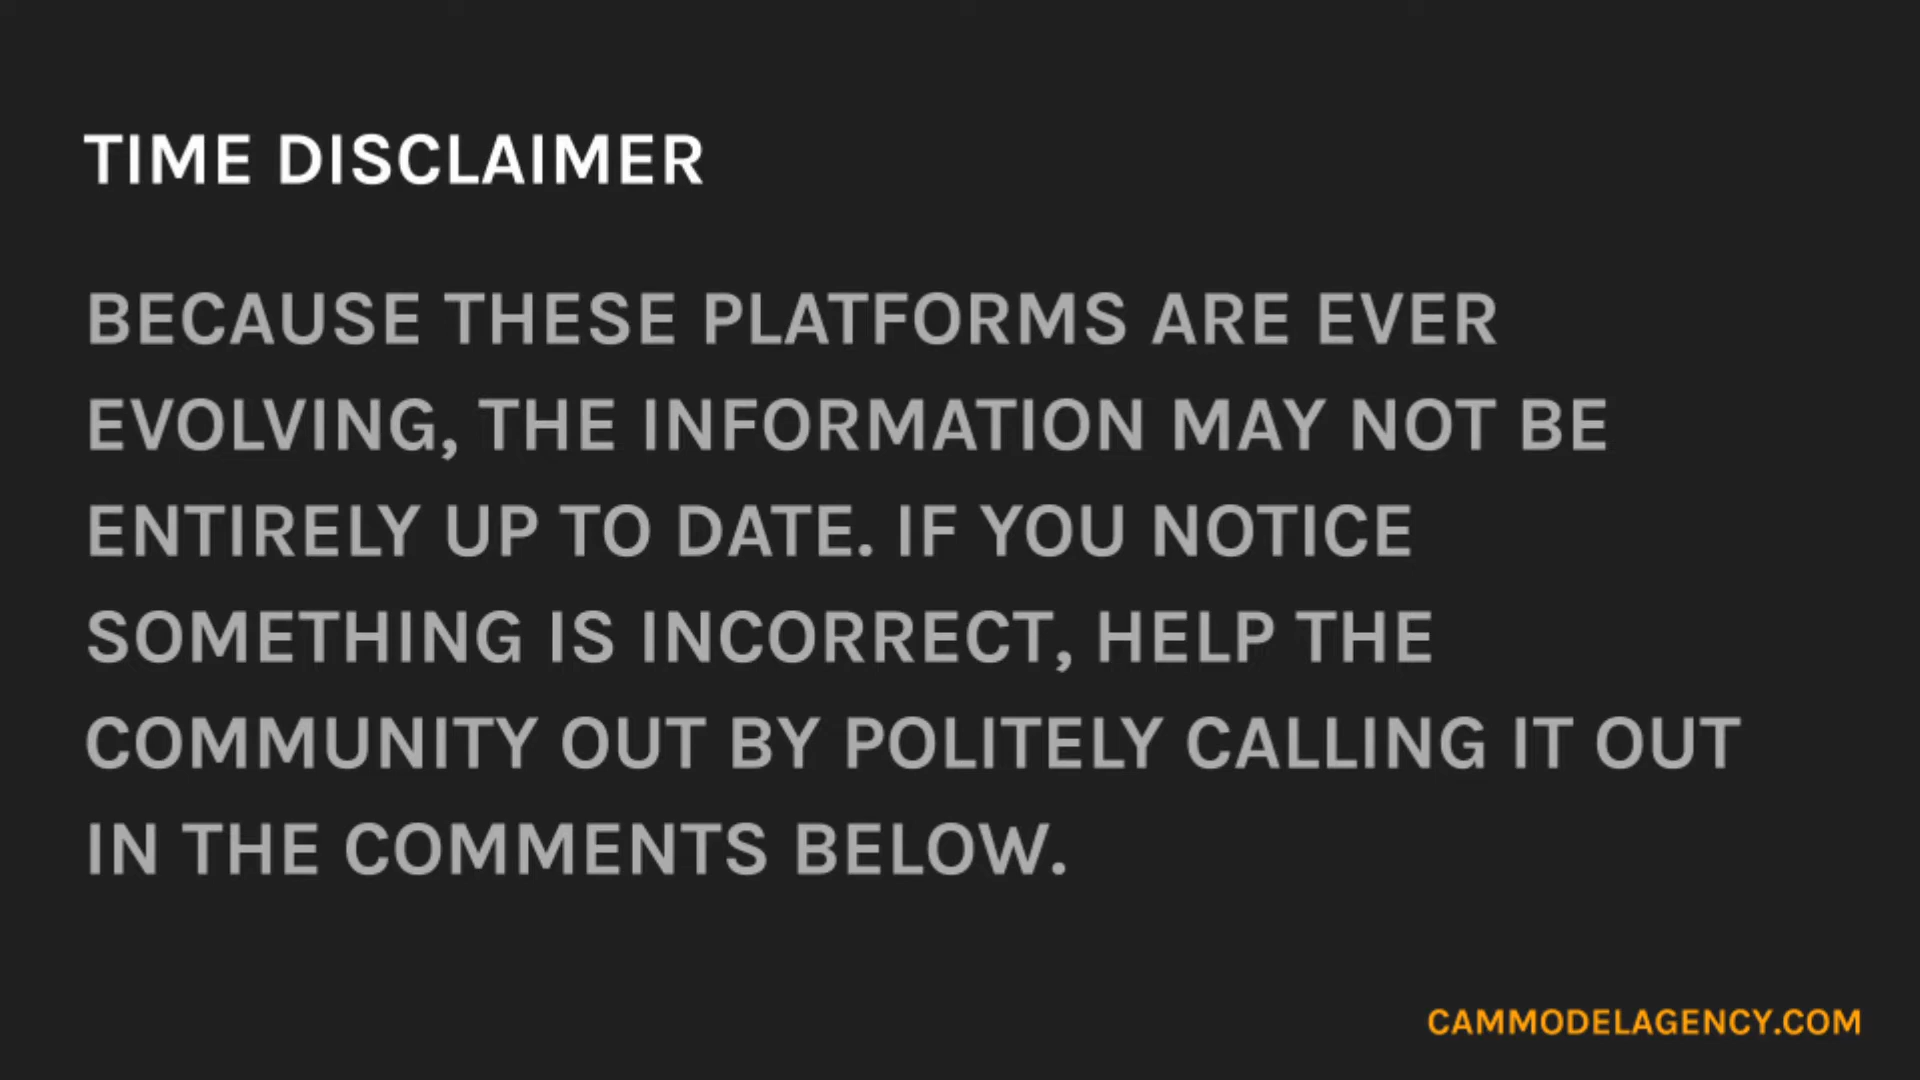 TIME DISCLAIMER
BECAUSE THESE PLATFORMS ARE EVER
EVOLVING, THE INFORMATION MAY NOT BE
ENTIRELY UP TO DATE. IF YOU NOTICE
SOMETHING IS INCORRECT, HELP THE
COMMUNITY OUT BY POLITELY CALLING IT OUT
IN THE COMMENTS BELOW.
CAMMODELAGENCY.COM